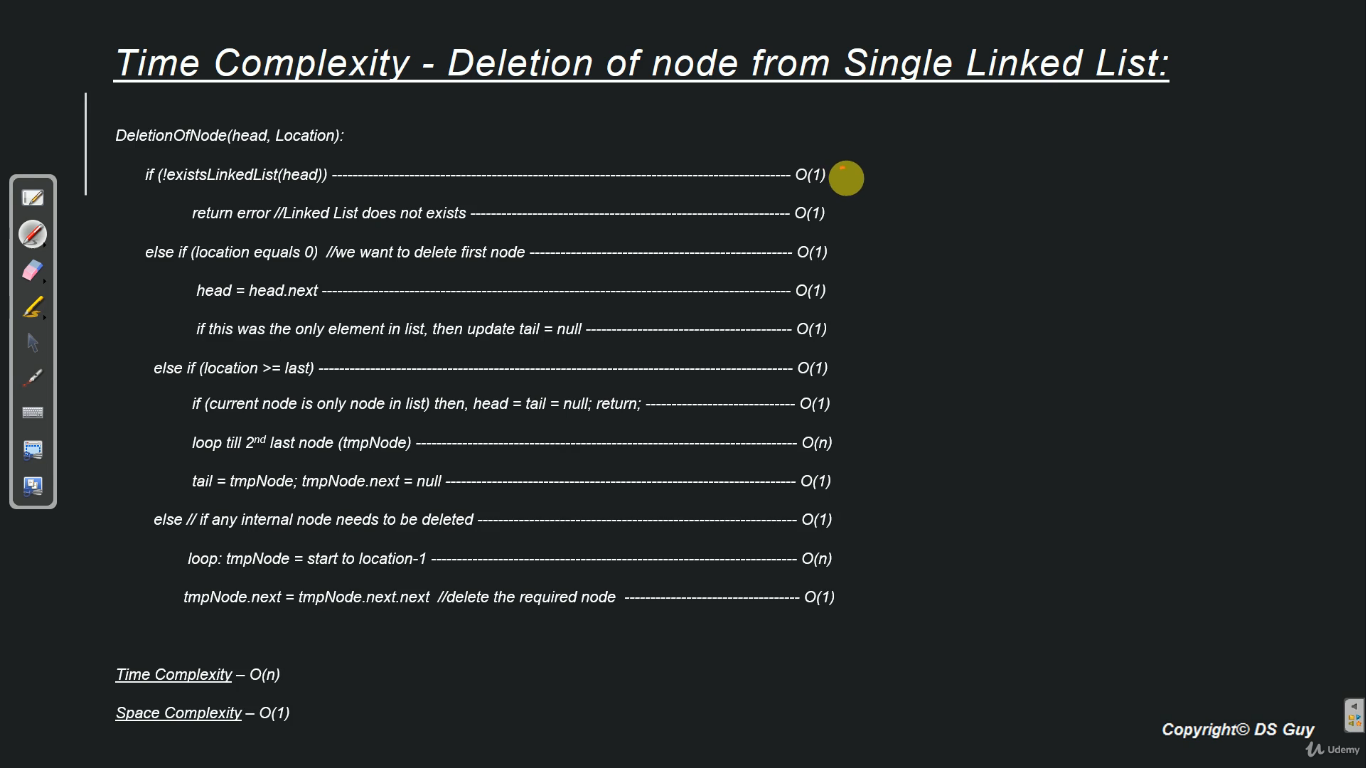 Time Complexity - Deletion of node from Single Linked List:
DeletionOfNode(head, Location):
if (!existsLinkedList(head)) ------------------------------------------------------------ O(1)
return error //Linked List does not exists ------------------------------------------------------------ O(1)
else if (location equals 0) //we want to delete first node ------------------------------------------------------------ O(1)
head = head.next ------------------------------------------------------------ O(1)
if this was the only element in list, then update tail = null ---------------------------------------- O(1)
else if (location >= last) ------------------------------------------------------------ O(1)
if (current node is only node in list) then, head = tail = null; return; ------------------------------ O(1)
loop till 2nd last node (tmpNode) ------------------------------------------------------------ O(n)
tail = tmpNode; tmpNode.next = null ------------------------------------------------------------ O(1)
else // if any internal node needs to be deleted ------------------------------------------------------------ O(1)
loop: tmpNode = start to location-1 ------------------------------------------------------------ O(n)
tmpNode.next = tmpNode.next.next //delete the required node ----------------------------------- O(1)
Time Complexity – O(n)
Space Complexity – O(1)
Copyright© DS Guy
Udemy